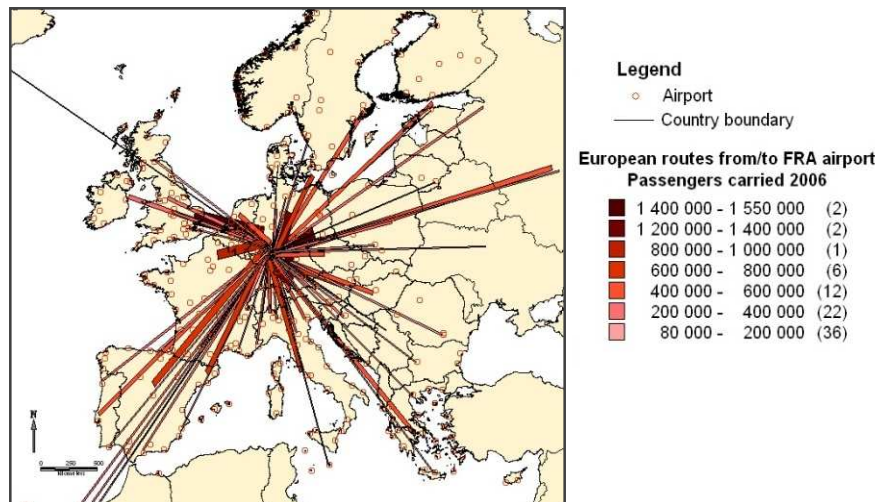 Legend
Airport
Country boundary
European routes from/to FRA airport
Passengers carried 2006
1 400 000 - 1 550 000 (2)
1 200 000 - 1 400 000 (2)
800 000 - 1 000 000 (1)
600 000 - 800 000 (6)
400 000 - 600 000 (12)
200 000 - 400 000 (22)
80 000 - 200 000 (36)
N